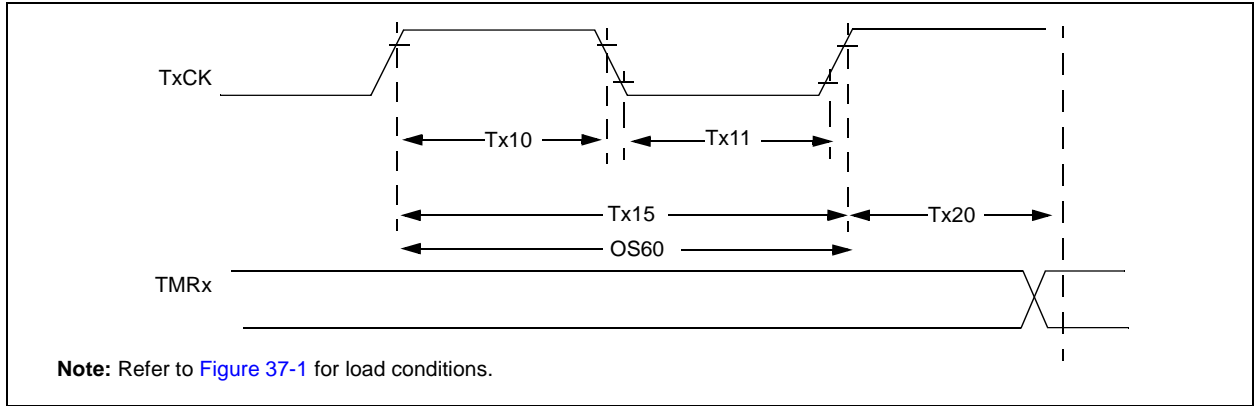 TxCK
Tx10
Tx11
Tx15
Tx20
OS60
TMRx
Note: Refer to Figure 37-1 for load conditions.